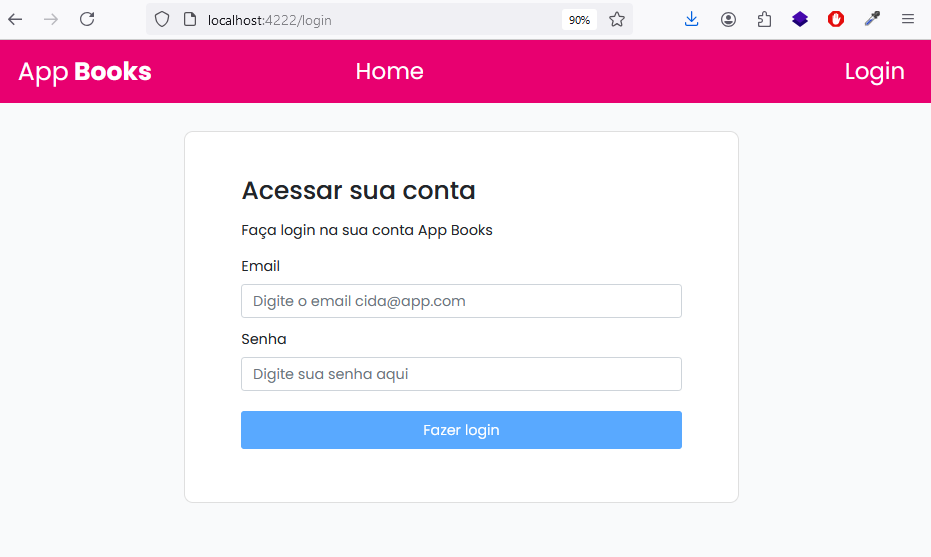 localhost:4222/login
90%
App Books
Home
Login
Acessar sua conta
Faça login na sua conta App Books
Email
Digite o email cida@app.com
Senha
Digite sua senha aqui
Fazer login